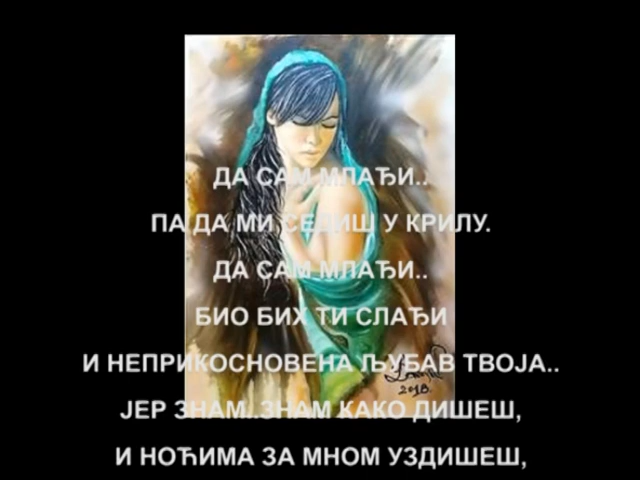 ДА САМ МЛАЂИ..
ПА ДА МИ СЕДИШ У КРИЛУ.
ДА САМ МЛАЂИ..
БИО БИХ ТИ СЛАЂИ
И НЕПРИКОСНОВЕНА ЉУБАВ ТВОЈА..
2018
ЈЕР ЗНАМ..ЗНАМ КАКО ДИШЕШ,
И НОЋИМА ЗА МНОМ УЗДИШЕШ,